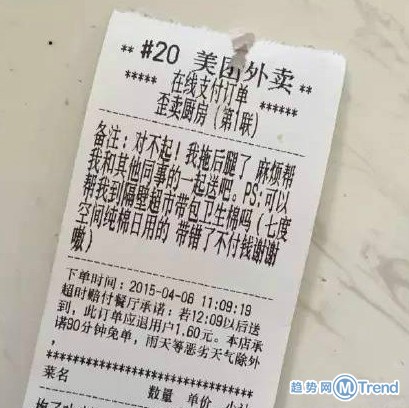 ** #20 美团外卖 **
***** 在线支付订单 ******
歪卖厨房（第1联）
备注：对不起！我拖后腿了 麻烦帮
我和其他同事的一起送吧。PS:可以
帮我到隔壁超市带包卫生棉吗（七度
空间纯棉日用的 带错了不付钱谢谢
嗷）
下单时间：2015-04-06 11:09:19
超时赔付餐厅承诺：若12:09以后送
到，此订单应退用户1.60元。本店承
诺90分钟免单，雨天等恶劣天气除外
，
菜名 数量 单价 小计
趋势网 Trend